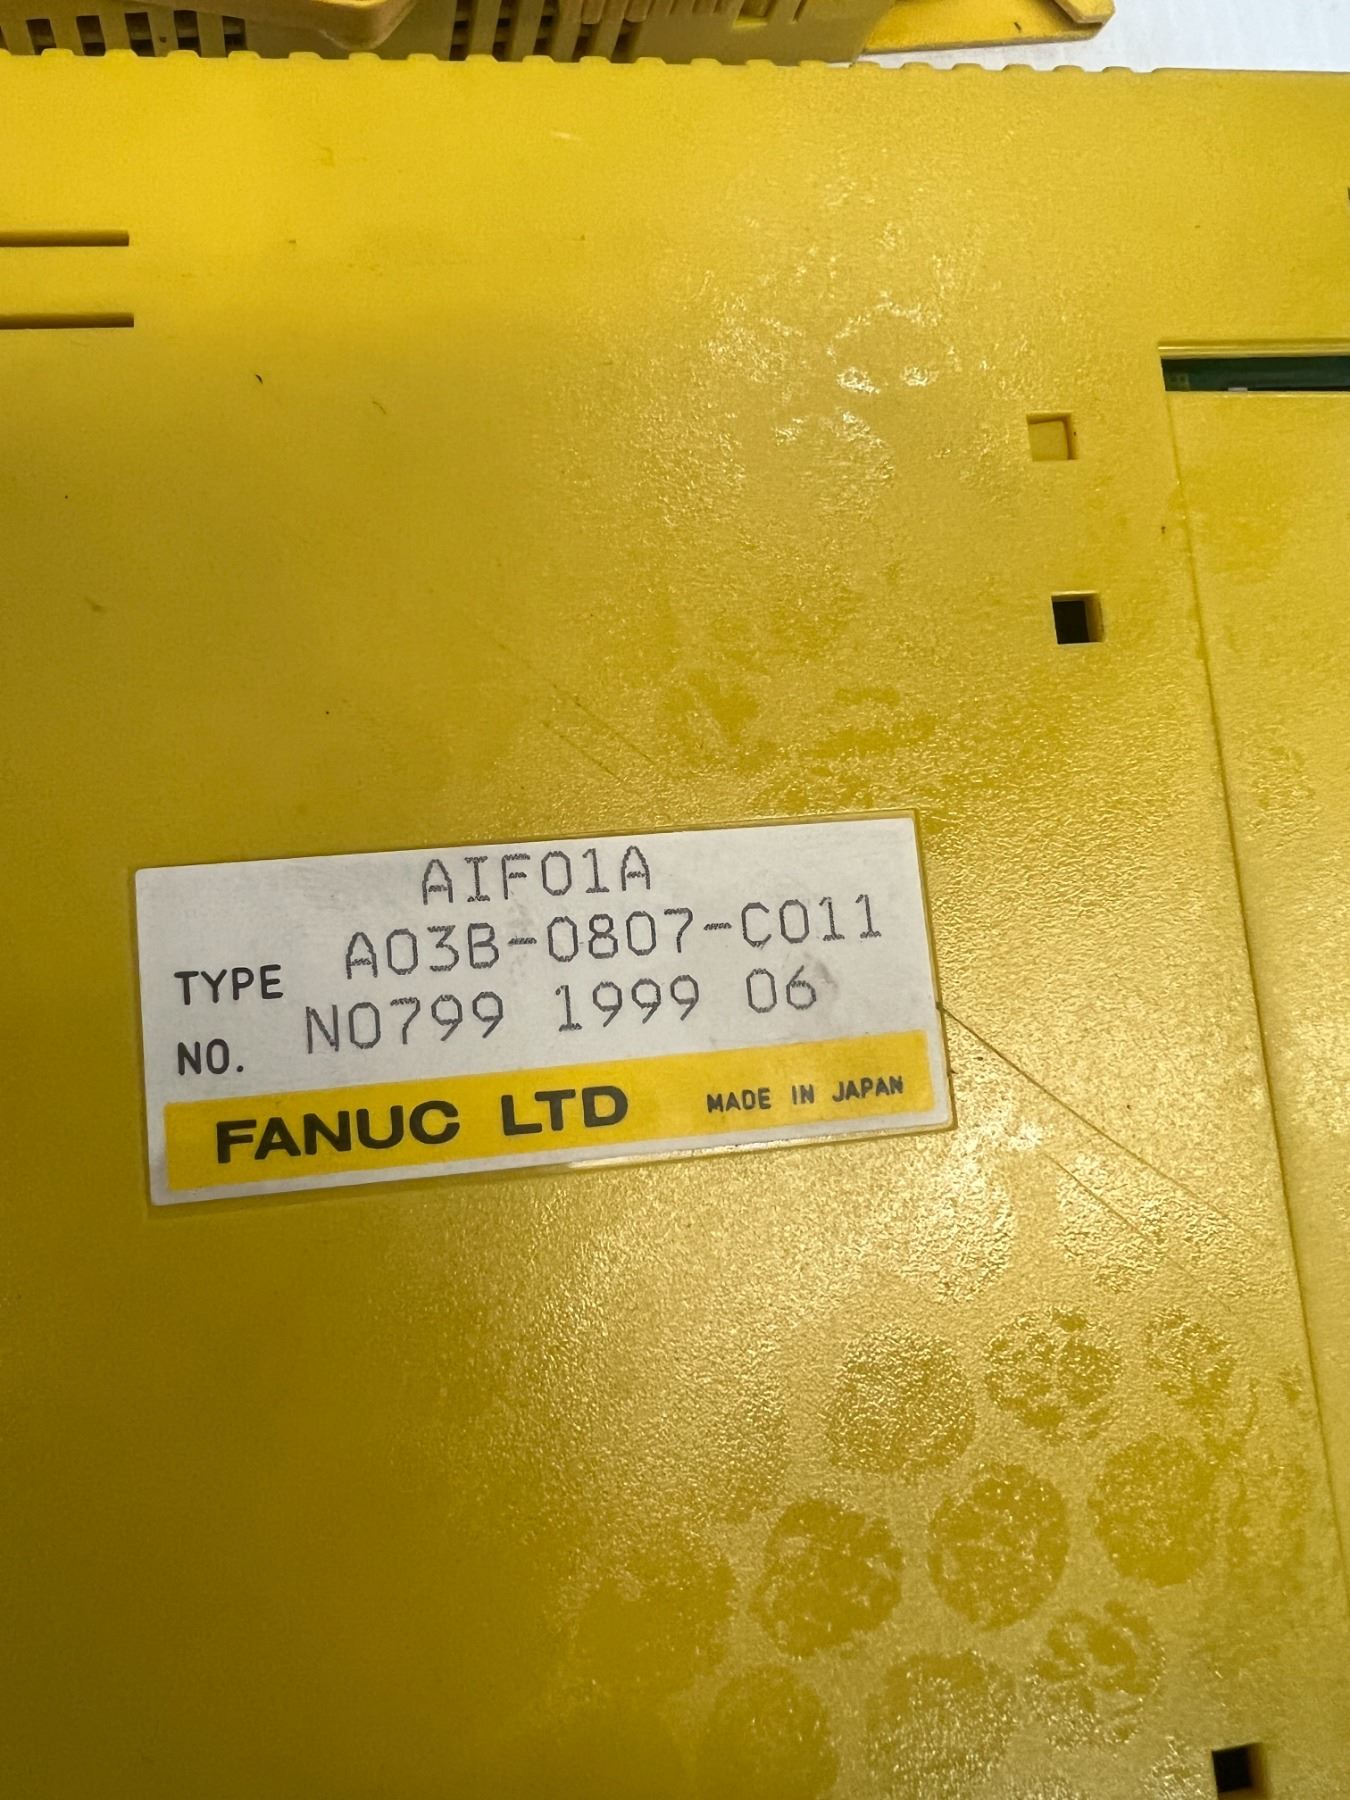 AIF01A
TYPE A03B-0807-C011
NO. N0799 1999 06
FANUC LTD MADE IN JAPAN